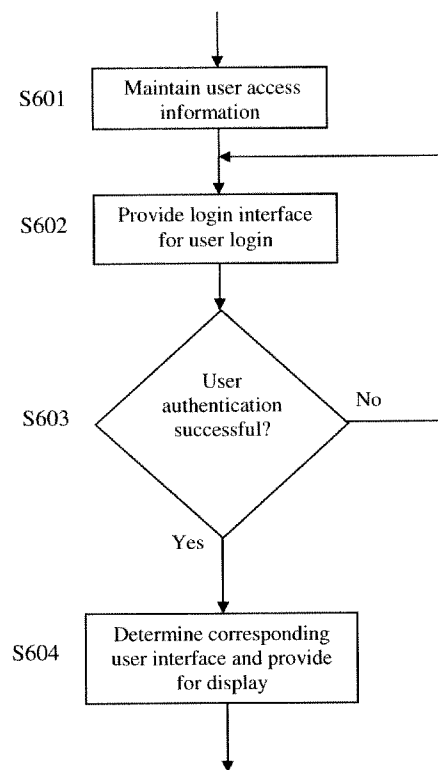 S601
Maintain user access
information
S602
Provide login interface
for user login
S603
User
authentication
successful?
No
Yes
S604
Determine corresponding
user interface and provide
for display